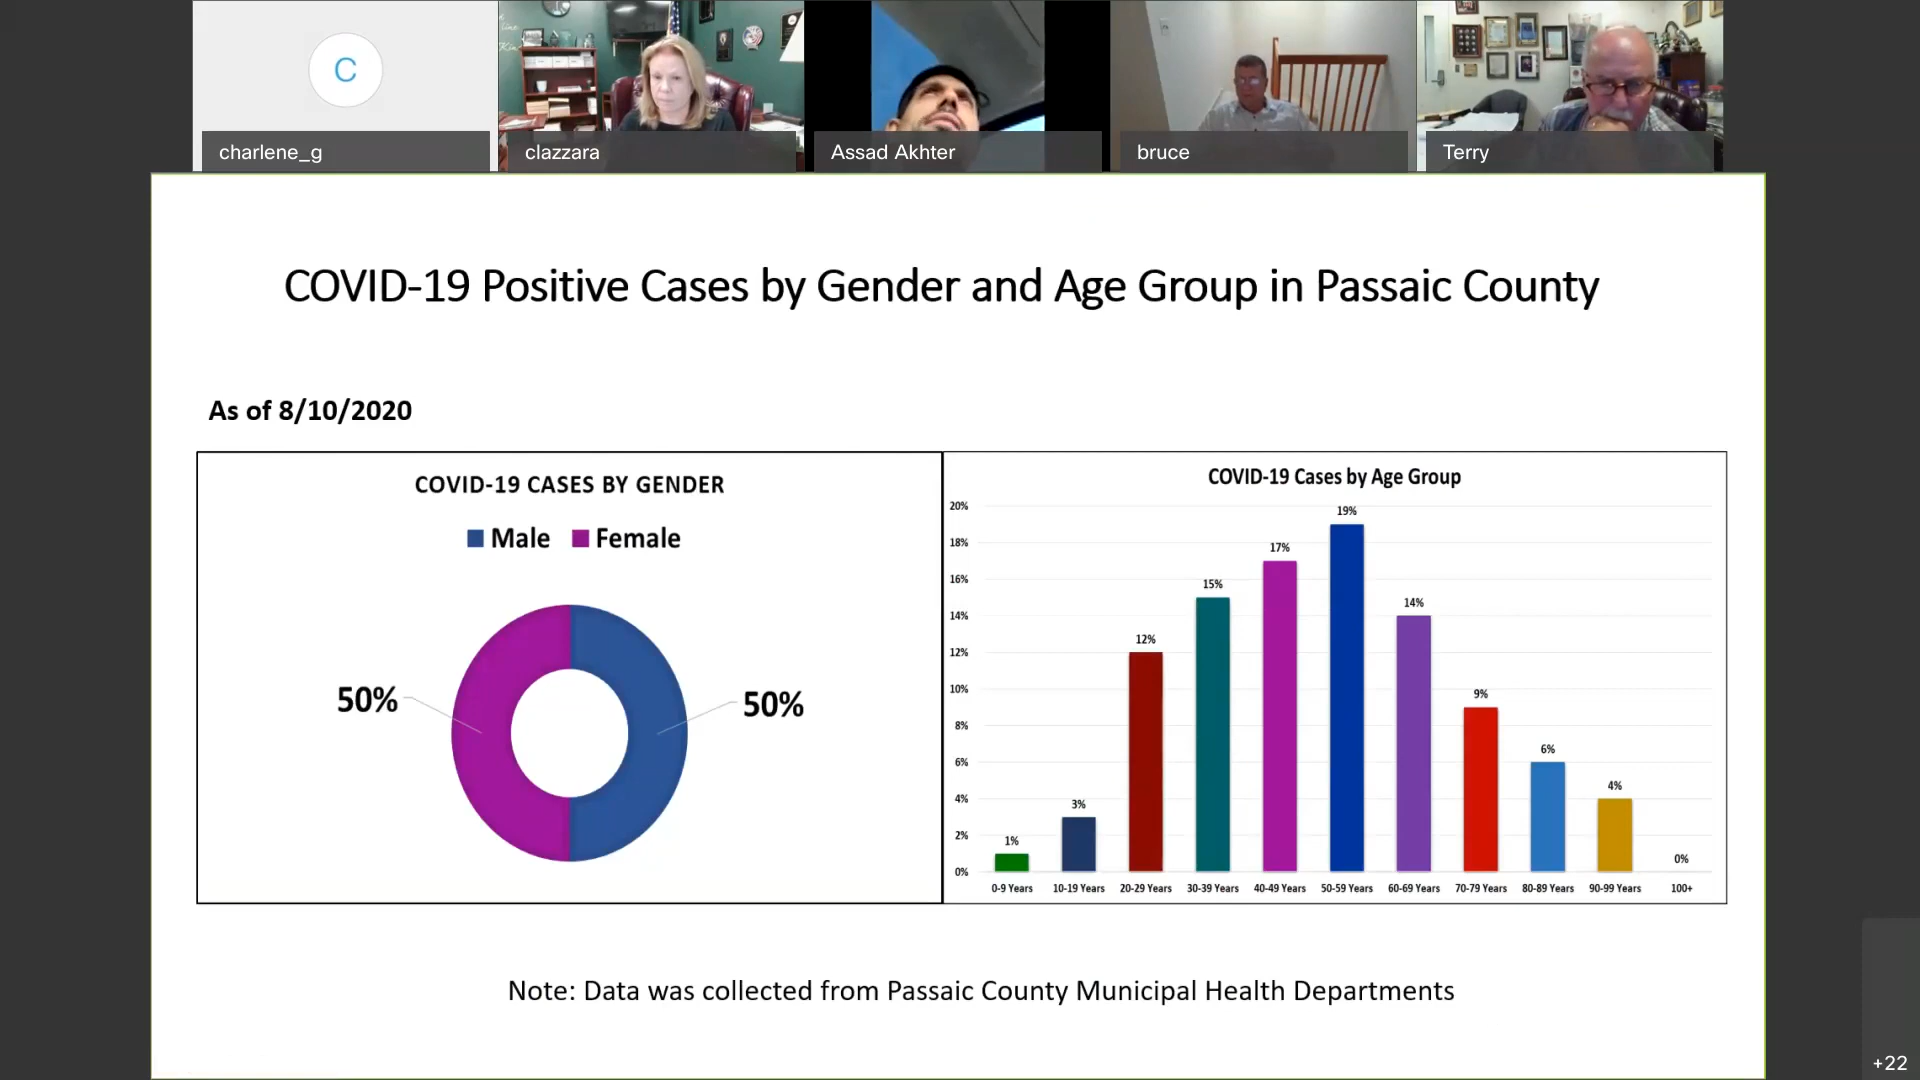 C
charlene_g
clazzara
Assad Akhter
bruce
Terry
COVID-19 Positive Cases by Gender and Age Group in Passaic County
As of 8/10/2020
COVID-19 CASES BY GENDER
Male Female
50%
50%
COVID-19 Cases by Age Group
20%
18%
16%
14%
12%
10%
8%
6%
4%
2%
0%
1%
3%
12%
15%
17%
19%
14%
9%
6%
4%
0%
0-9 Years 10-19 Years 20-29 Years 30-39 Years 40-49 Years 50-59 Years 60-69 Years 70-79 Years 80-89 Years 90-99 Years 100+
Note: Data was collected from Passaic County Municipal Health Departments
+22